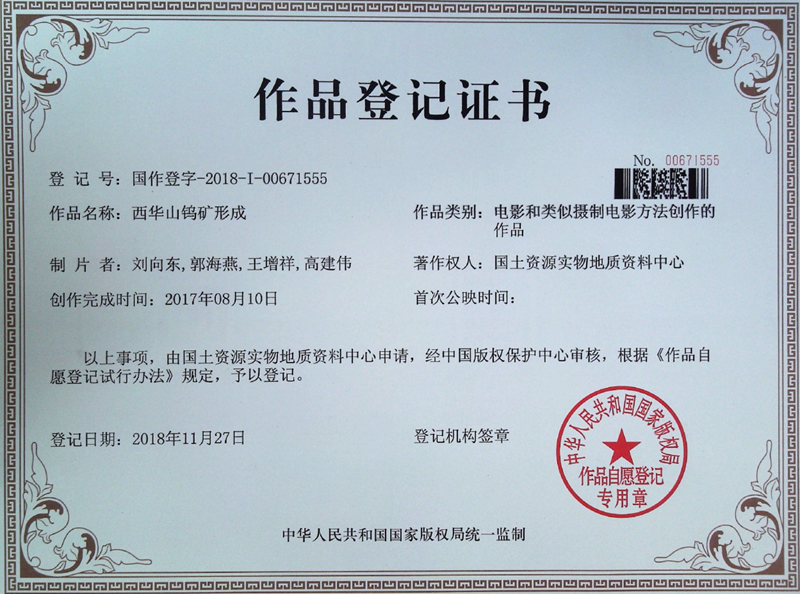 作品登记证书
No. 00671555
登 记 号：国作登字-2018-I-00671555
作品名称：西华山钨矿形成
作品类别：电影和类似摄制电影方法创作的
作品
制 片 者：刘向东,郭海燕,王增祥,高建伟
著作权人：国土资源实物地质资料中心
创作完成时间：2017年08月10日
首次公映时间：
以上事项，由国土资源实物地质资料中心申请，经中国版权保护中心审核，根据《作品自
愿登记试行办法》规定，予以登记。
登记日期：2018年11月27日
登记机构签章
中华人民共和国国家版权局
作品自愿登记
专用章
中华人民共和国国家版权局统一监制